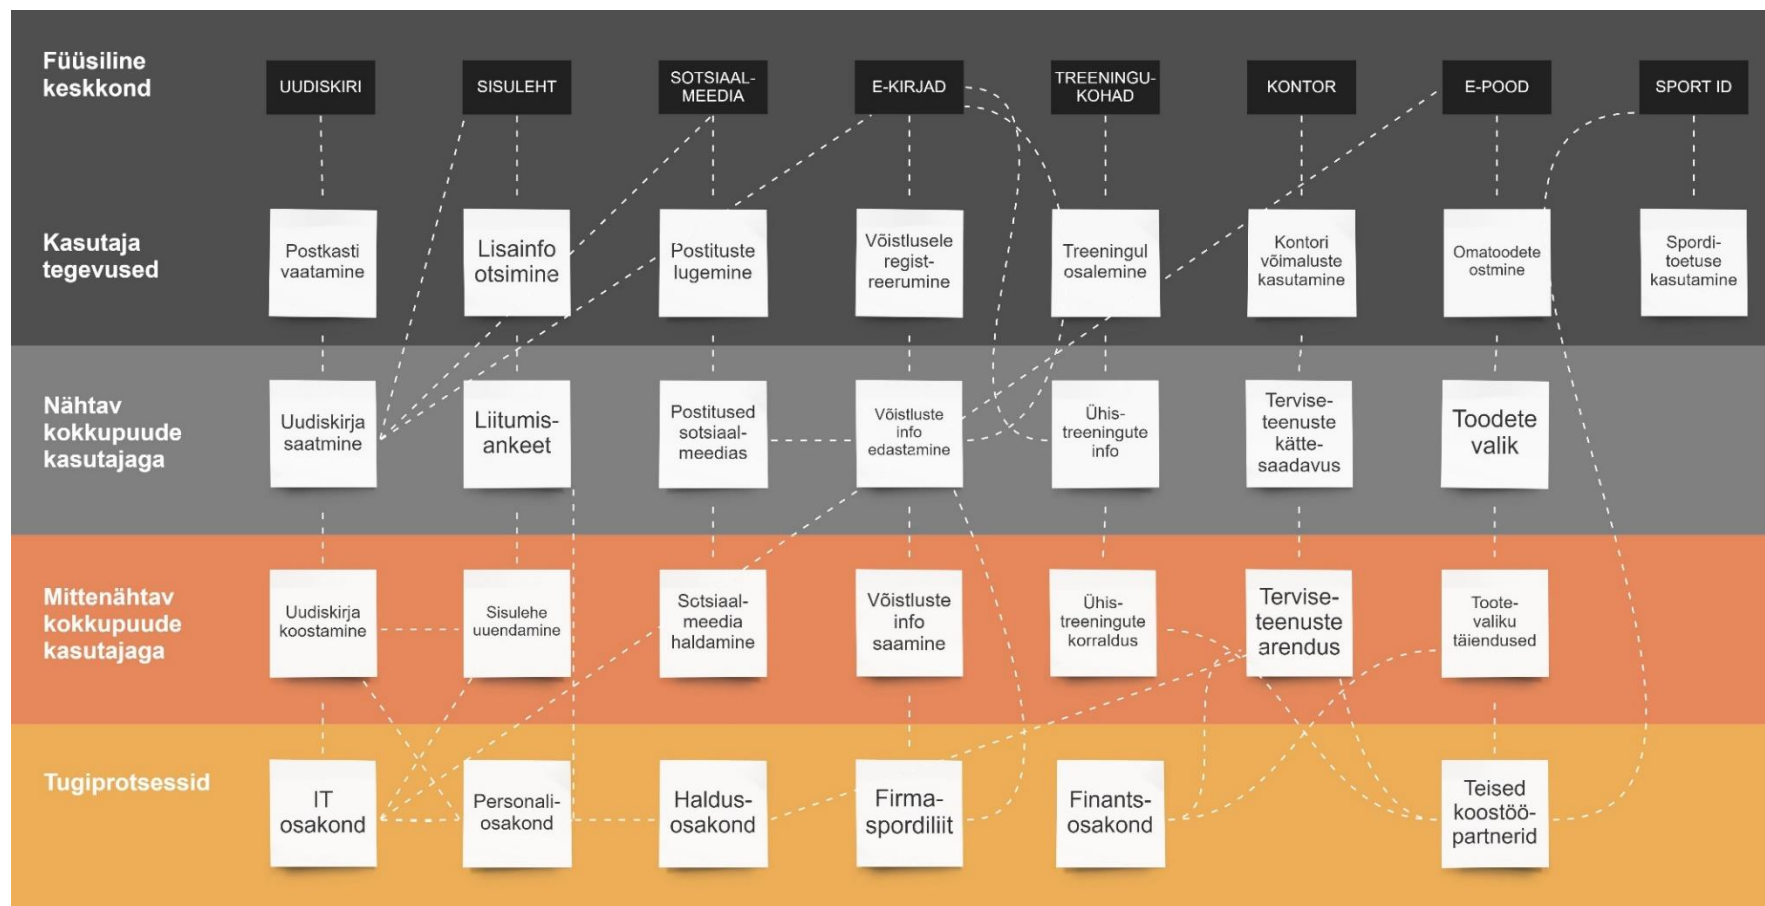 Füüsiline
keskkond
UUDISKIRI
SISULEHT
SOTSIAAL-
MEEDIA
E-KIRJAD
TREENINGU-
KOHAD
KONTOR
E-POOD
SPORT ID
Kasutaja
tegevused
Postkasti
vaatamine
Lisainfo
otsimine
Postituste
lugemine
Võistlusele
regist-
reerumine
Treeningul
osalemine
Kontori
võimaluste
kasutamine
Omatoodete
ostmine
Spordi-
toetuse
kasutamine
Nähtav
kokkupuude
kasutajaga
Uudiskirja
saatmine
Liitumis-
ankeet
Postitused
sotsiaal-
meedias
Võistluste
info
edastamine
Ühis-
treeningute
info
Tervise-
teenuste
kätte-
saadavus
Toodete
valik
Mittenähtav
kokkupuude
kasutajaga
Uudiskirja
koostamine
Sisulehe
uuendamine
Sotsiaal-
meedia
haldamine
Võistluste
info
saamine
Ühis-
treeningute
korraldus
Tervise-
teenuste
arendus
Toote-
valiku
täiendused
Tugiprotsessid
IT
osakond
Personali-
osakond
Haldus-
osakond
Firma-
spordiliit
Finants-
osakond
Teised
koostöö-
partnerid